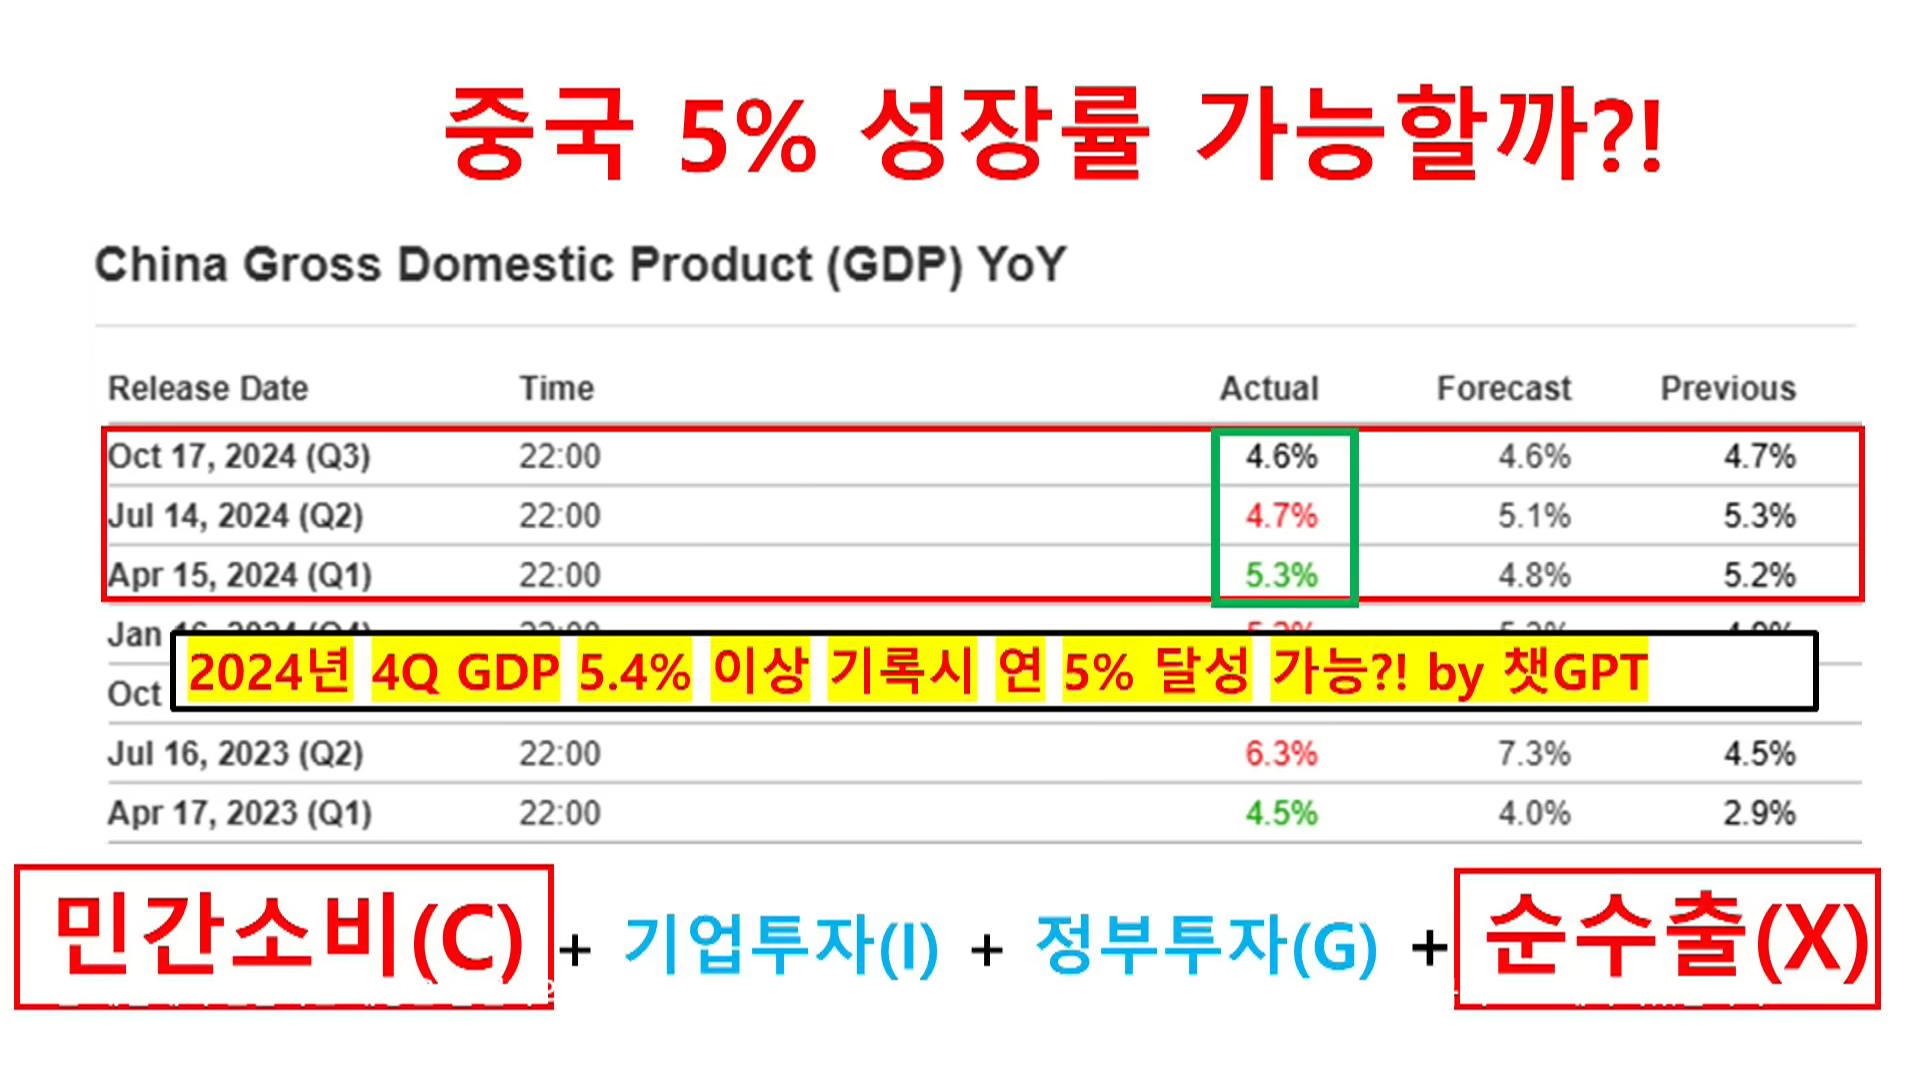 중국 5% 성장률 가능할까?!
China Gross Domestic Product (GDP) YoY
Release Date Time Actual Forecast Previous
Oct 17, 2024 (Q3) 22:00 4.6% 4.6% 4.7%
Jul 14, 2024 (Q2) 22:00 4.7% 5.1% 5.3%
Apr 15, 2024 (Q1) 22:00 5.3% 4.8% 5.2%
Jan
2024년 4Q GDP 5.4% 이상 기록시 연 5% 달성 가능?! by 챗GPT
Oct
Jul 16, 2023 (Q2) 22:00 6.3% 7.3% 4.5%
Apr 17, 2023 (Q1) 22:00 4.5% 4.0% 2.9%
민간소비(C) + 기업투자(I) + 정부투자(G) + 순수출(X)